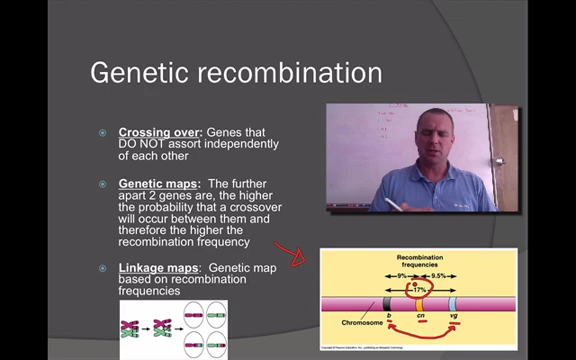 Genetic recombination
Crossing over: Genes that
DO NOT assort independently
of each other
Genetic maps: The further
apart 2 genes are, the higher
the probability that a crossover
will occur between them and
therefore the higher the
recombination frequency
Linkage maps: Genetic map
based on recombination
frequencies
Recombination
frequencies
9% 9.5%
17%
Chromosome
b cn vg